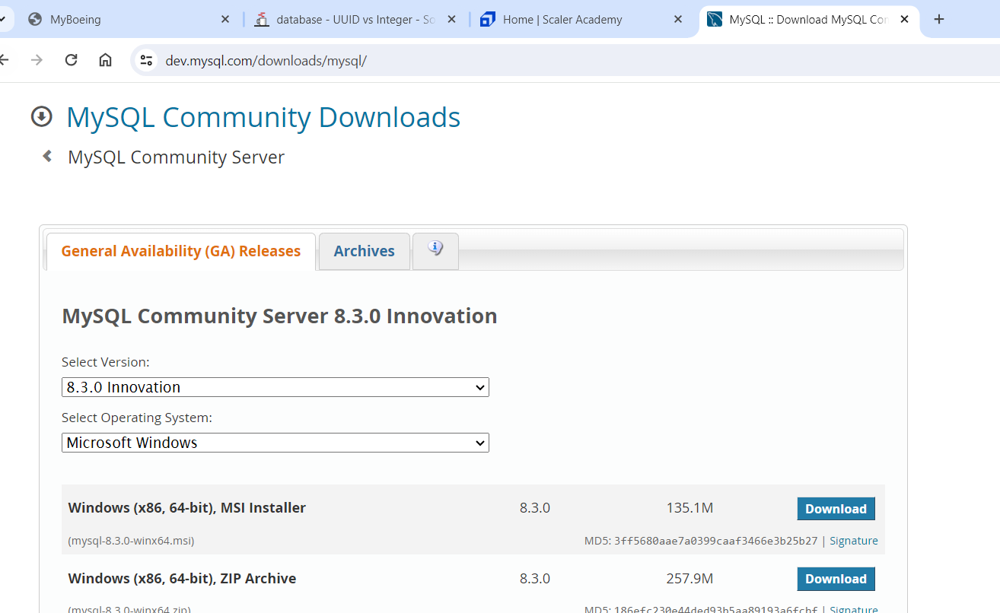 MyBoeing
database - UUID vs Integer - So
Home | Scaler Academy
MySQL :: Download MySQL Con
dev.mysql.com/downloads/mysql/
MySQL Community Downloads
MySQL Community Server
General Availability (GA) Releases
Archives
MySQL Community Server 8.3.0 Innovation
Select Version:
8.3.0 Innovation
Select Operating System:
Microsoft Windows
Windows (x86, 64-bit), MSI Installer 8.3.0 135.1M Download
(mysql-8.3.0-winx64.msi) MD5: 3ff5680aae7a0399caaf3466e3b25b27 | Signature
Windows (x86, 64-bit), ZIP Archive 8.3.0 257.9M Download
(mysql-8.3.0-winx64.zip) MD5: 186efc230e44ded93b5aa89193a6fcbf | Signature